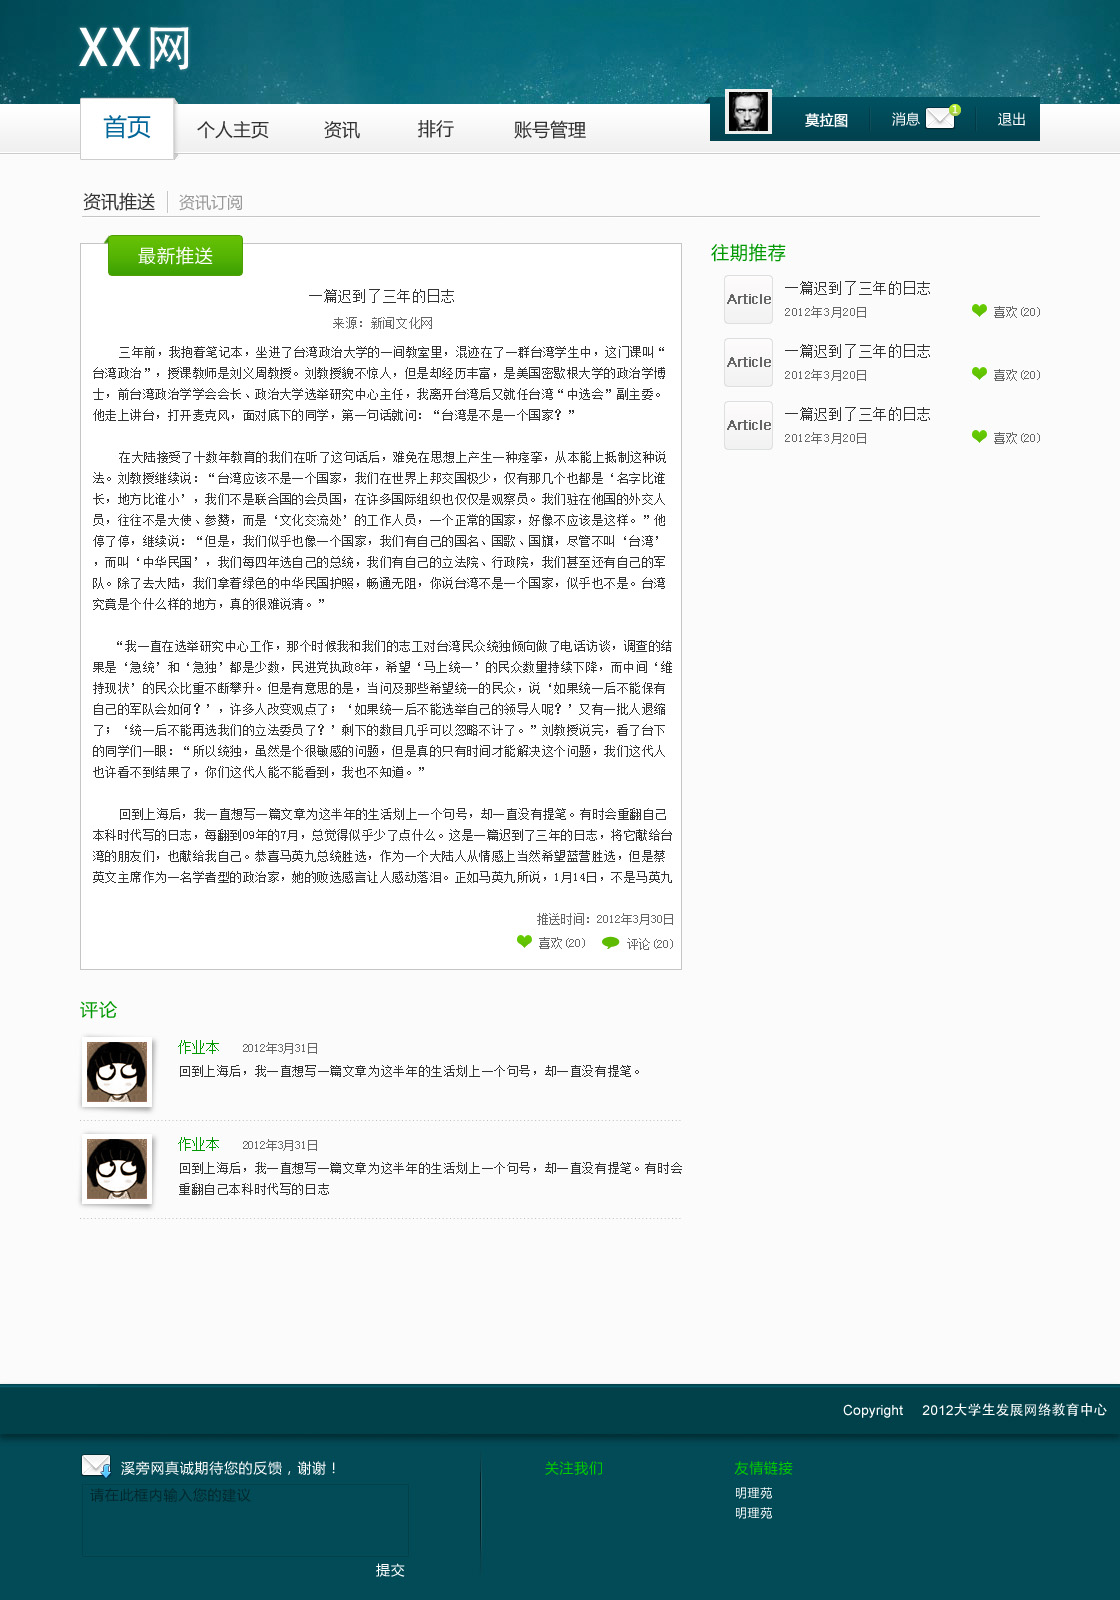 XX网
首页
个人主页
资讯
排行
账号管理
莫拉图
消息
1
退出
资讯推送
资讯订阅
最新推送
一篇迟到了三年的日志
来源：新闻文化网
三年前，我抱着笔记本，坐进了台湾政治大学的一间教室里，混迹在了一群台湾学生中，这门课叫“
台湾政治”，授课教师是刘义周教授。刘教授貌不惊人，但是却经历丰富，是美国密歇根大学的政治学博
士，前台湾政治学学会会长、政治大学选举研究中心主任，我离开台湾后又就任台湾“中选会”副主委。
他走上讲台，打开麦克风，面对底下的同学，第一句话就问：“台湾是不是一个国家？”
在大陆接受了十数年教育的我们在听了这句话后，难免在思想上产生一种痉挛，从本能上抵制这种说
法。刘教授继续说：“台湾应该不是一个国家，我们在世界上邦交国极少，仅有那几个也都是‘名字比谁
长，地方比谁小’，我们不是联合国的会员国，在许多国际组织也仅仅是观察员。我们驻在他国的外交人
员，往往不是大使、参赞，而是‘文化交流处’的工作人员，一个正常的国家，好像不应该是这样。”他
停了停，继续说：“但是，我们似乎也像一个国家，我们有自己的国名、国歌、国旗，尽管不叫‘台湾’
，而叫‘中华民国’，我们每四年选自己的总统，我们有自己的立法院、行政院，我们甚至还有自己的军
队。除了去大陆，我们拿着绿色的中华民国护照，畅通无阻，你说台湾不是一个国家，似乎也不是。台湾
究竟是个什么样的地方，真的很难说清。”
“我一直在选举研究中心工作，那个时候我和我们的志工对台湾民众统独倾向做了电话访谈，调查的结
果是‘急统’和‘急独’都是少数，民进党执政8年，希望‘马上统一’的民众数量持续下降，而中间‘维
持现状’的民众比重不断攀升。但是有意思的是，当问及那些希望统一的民众，说‘如果统一后不能保有
自己的军队会如何？’，许多人改变观点了；‘如果统一后不能选举自己的领导人呢？’又有一批人退缩
了；‘统一后不能再选我们的立法委员了？’剩下的数目几乎可以忽略不计了。”刘教授说完，看了台下
的同学们一眼：“所以统独，虽然是个很敏感的问题，但是真的只有时间才能解决这个问题，我们这代人
也许看不到结果了，你们这代人能不能看到，我也不知道。”
回到上海后，我一直想写一篇文章为这半年的生活划上一个句号，却一直没有提笔。有时会重翻自己
本科时代写的日志，每翻到09年的7月，总觉得似乎少了点什么。这是一篇迟到了三年的日志，将它献给台
湾的朋友们，也献给我自己。恭喜马英九总统胜选，作为一个大陆人从情感上当然希望蓝营胜选，但是蔡
英文主席作为一名学者型的政治家，她的败选感言让人感动落泪。正如马英九所说，1月14日，不是马英九
推送时间：2012年3月30日
喜欢(20)
评论(20)
往期推荐
Article
一篇迟到了三年的日志
2012年3月20日
喜欢(20)
Article
一篇迟到了三年的日志
2012年3月20日
喜欢(20)
Article
一篇迟到了三年的日志
2012年3月20日
喜欢(20)
评论
作业本
2012年3月31日
回到上海后，我一直想写一篇文章为这半年的生活划上一个句号，却一直没有提笔。
作业本
2012年3月31日
回到上海后，我一直想写一篇文章为这半年的生活划上一个句号，却一直没有提笔。有时会
重翻自己本科时代写的日志
Copyright 2012大学生发展网络教育中心
溪旁网真诚期待您的反馈，谢谢！
请在此框内输入您的建议
提交
关注我们
友情链接
明理苑
明理苑